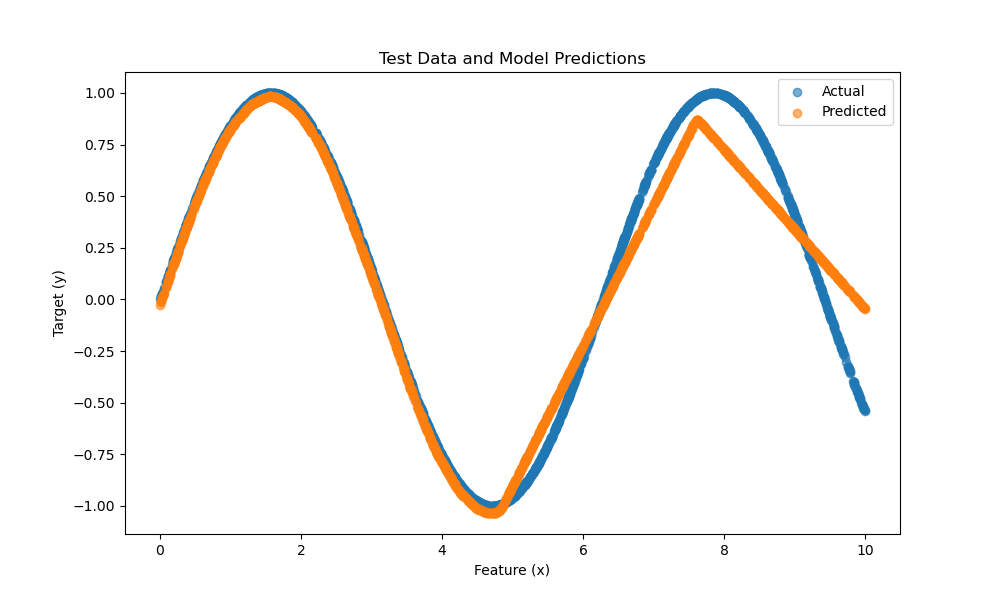 Test Data and Model Predictions
Actual
Predicted
1.00
0.75
0.50
0.25
0.00
−0.25
−0.50
−0.75
−1.00
Target (y)
0 2 4 6 8 10
Feature (x)